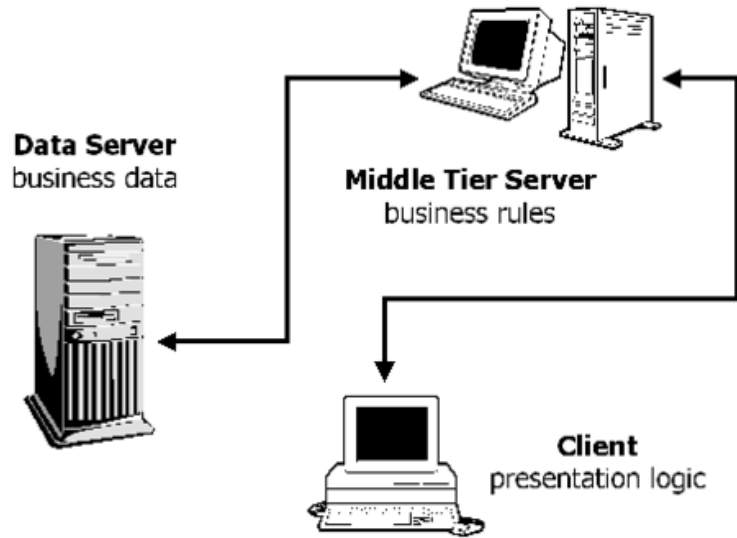 Data Server
business data
Middle Tier Server
business rules
Client
presentation logic